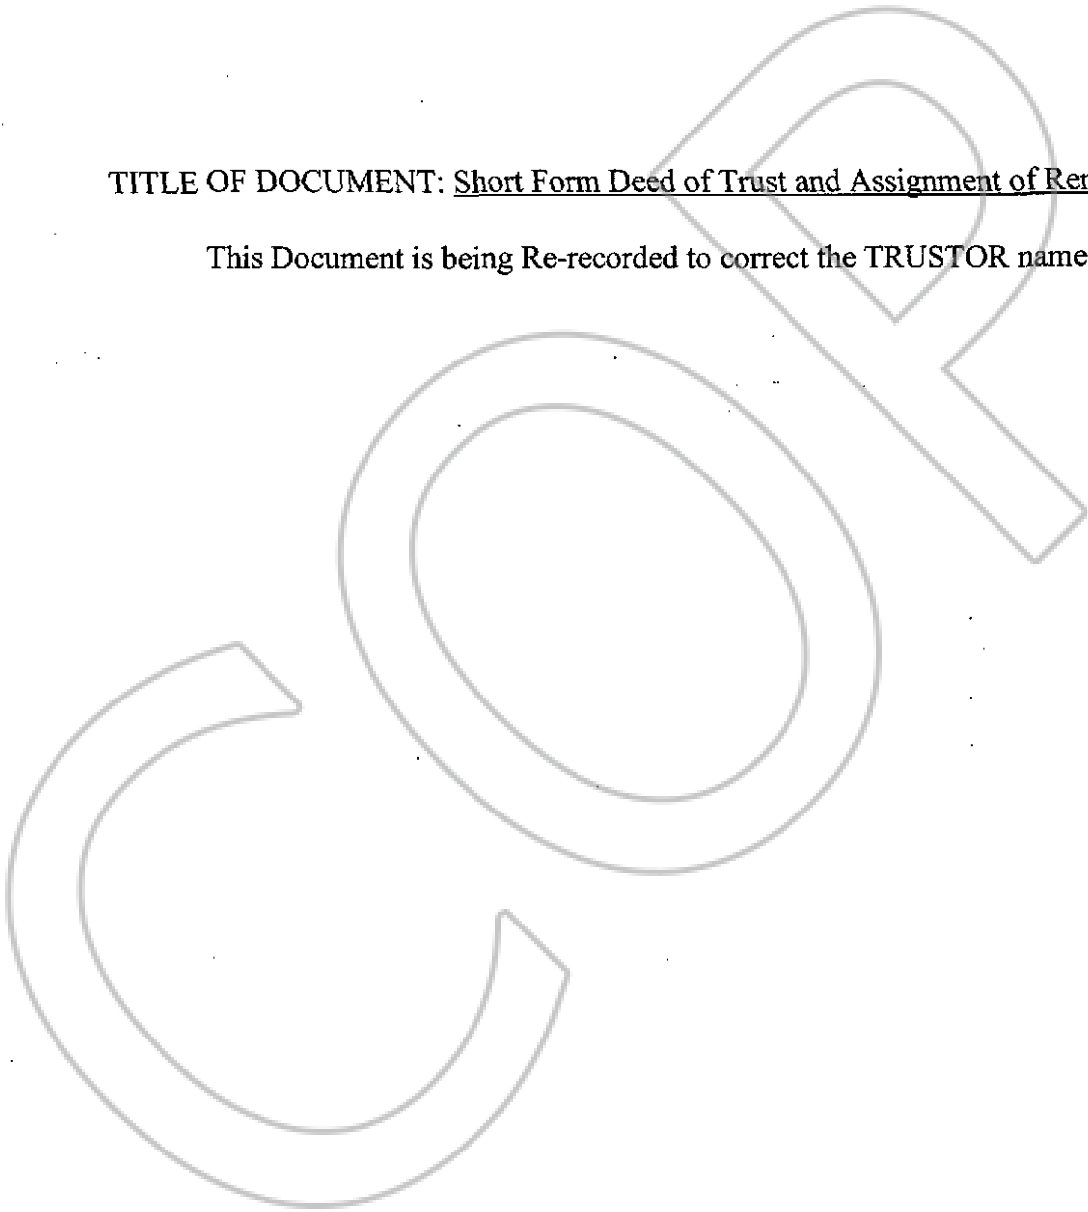 TITLE OF DOCUMENT: Short Form Deed of Trust and Assignment of
This Document is being Re-recorded to correct the TRUSTOR name
COP